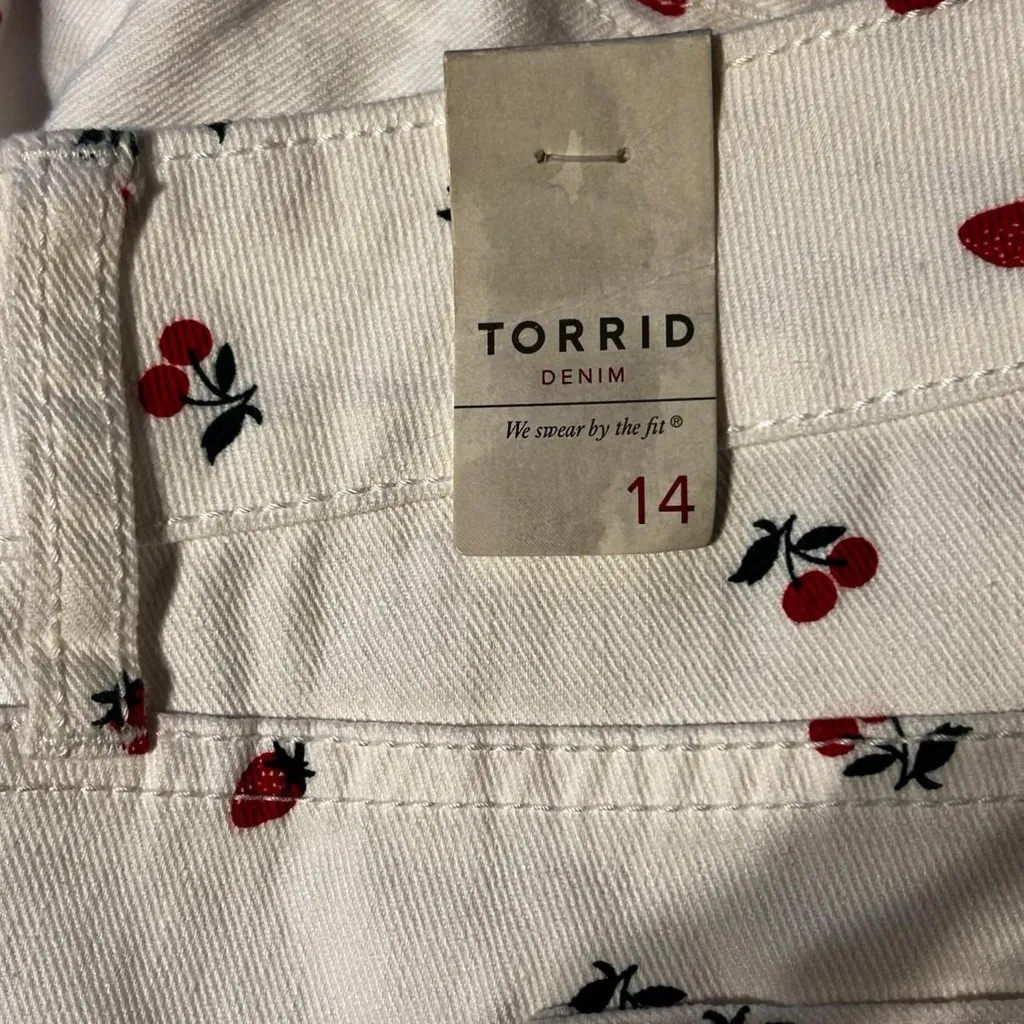 TORRID
DENIM
We swear by the fit®
14